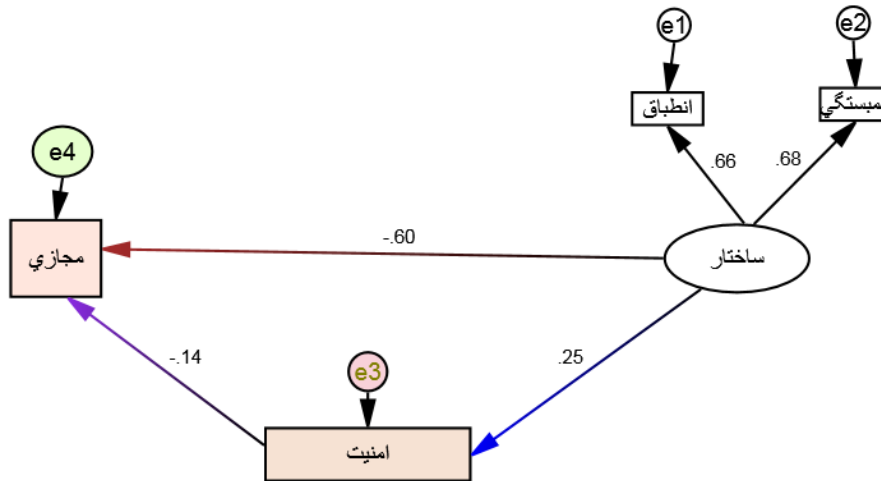 e1
e2
انطباق
مبستگي
e4
.66
.68
-.60
مجازي
ساختار
-.14
e3
.25
امنيت